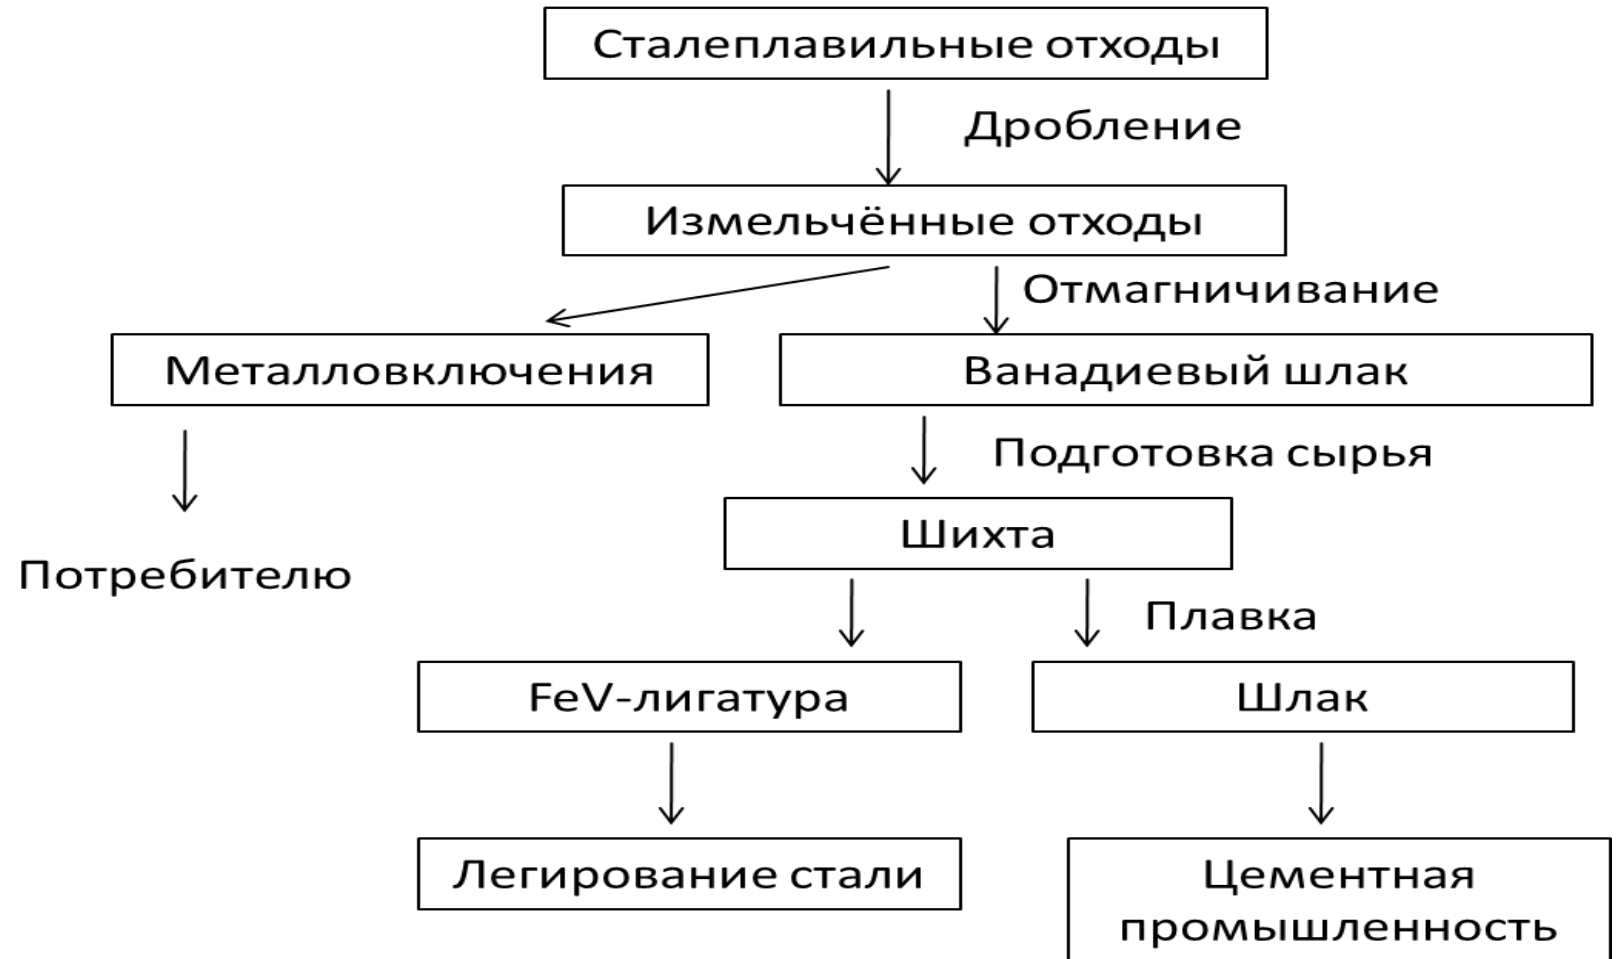 Сталеплавильные отходы
Дробление
Измельчённые отходы
Отмагничивание
Металловключения
Ванадиевый шлак
Подготовка сырья
Шихта
Потребителю
Плавка
FeV-лигатура
Шлак
Легирование стали
Цементная
промышленность